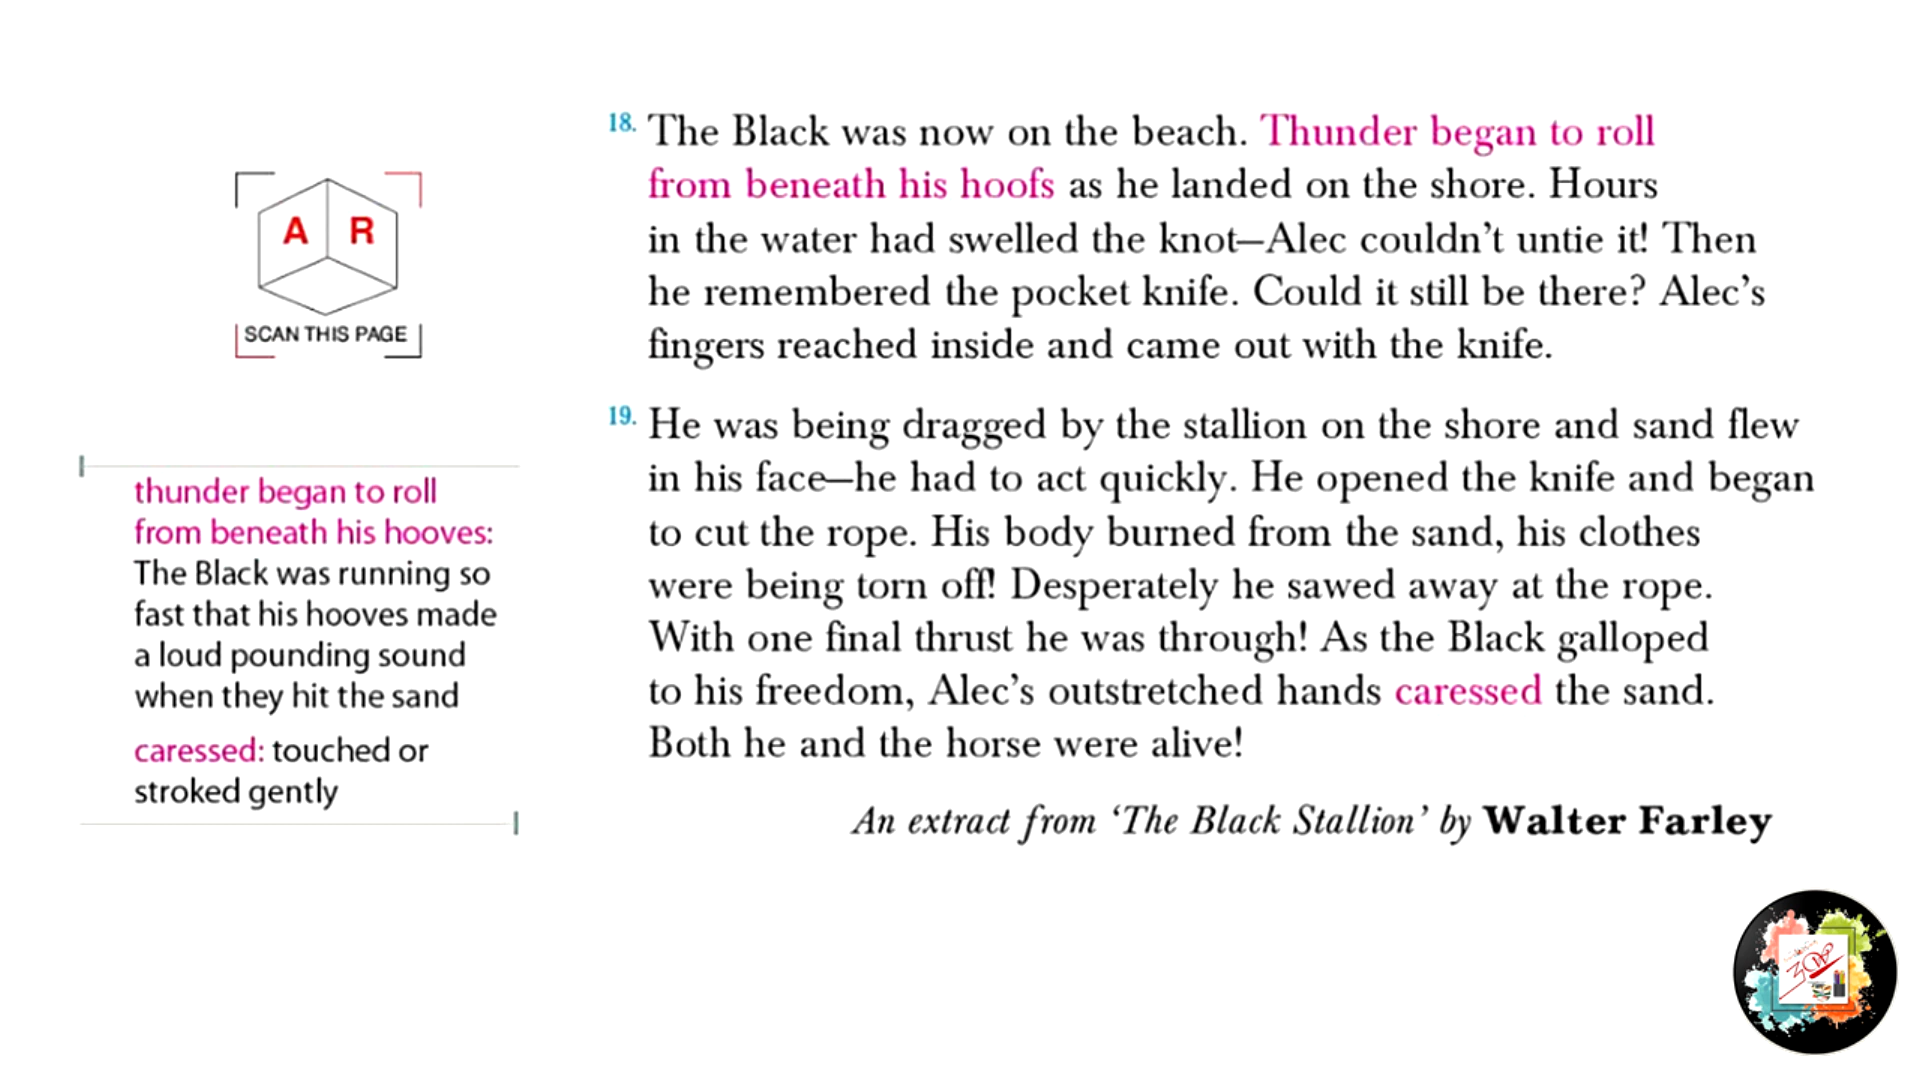 A R
SCAN THIS PAGE
thunder began to roll
from beneath his hooves:
The Black was running so
fast that his hooves made
a loud pounding sound
when they hit the sand
caressed: touched or
stroked gently
18. The Black was now on the beach. Thunder began to roll
from beneath his hoofs as he landed on the shore. Hours
in the water had swelled the knot—Alec couldn’t untie it! Then
he remembered the pocket knife. Could it still be there? Alec’s
fingers reached inside and came out with the knife.
19. He was being dragged by the stallion on the shore and sand flew
in his face—he had to act quickly. He opened the knife and began
to cut the rope. His body burned from the sand, his clothes
were being torn off! Desperately he sawed away at the rope.
With one final thrust he was through! As the Black galloped
to his freedom, Alec’s outstretched hands caressed the sand.
Both he and the horse were alive!
An extract from ‘The Black Stallion’ by Walter Farley